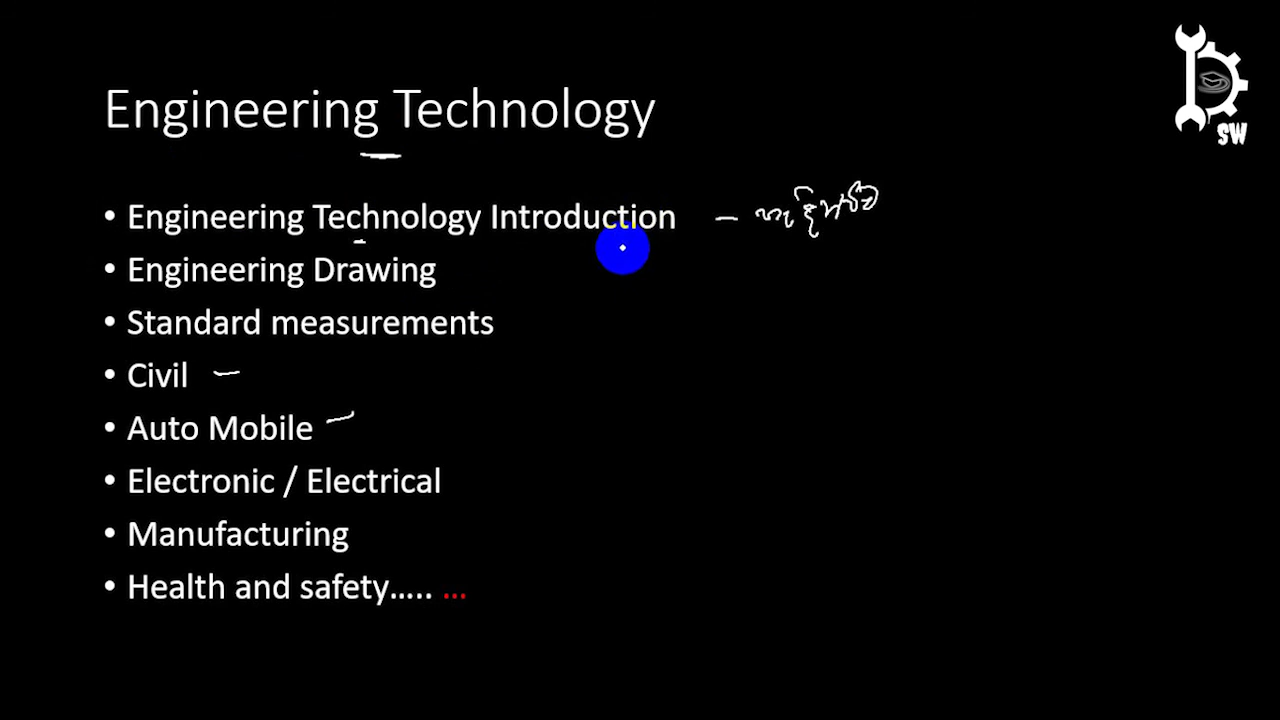 SW
Engineering Technology
• Engineering Technology Introduction –
• Engineering Drawing
• Standard measurements
• Civil –
• Auto Mobile –
• Electronic / Electrical
• Manufacturing
• Health and safety….. …